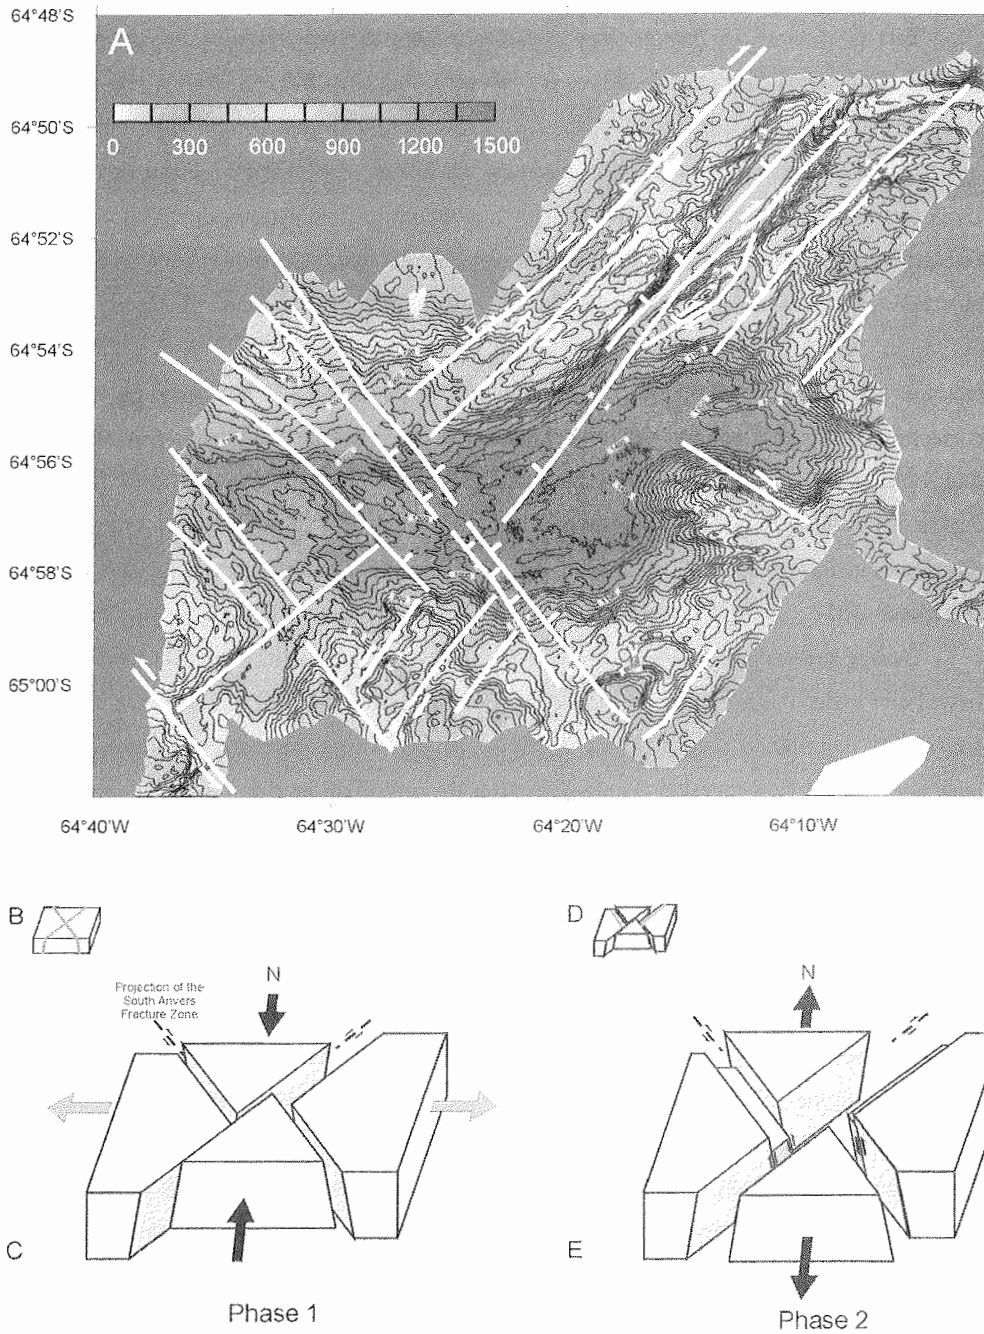 64°48'S
A
64°50'S
0 300 600 900 1200 1500
64°52'S
64°54'S
64°56'S
64°58'S
65°00'S
64°40'W 64°30'W 64°20'W 64°10'W
B
D
Projection of the
South Anvers
Fracture Zone
N
N
C
E
Phase 1
Phase 2